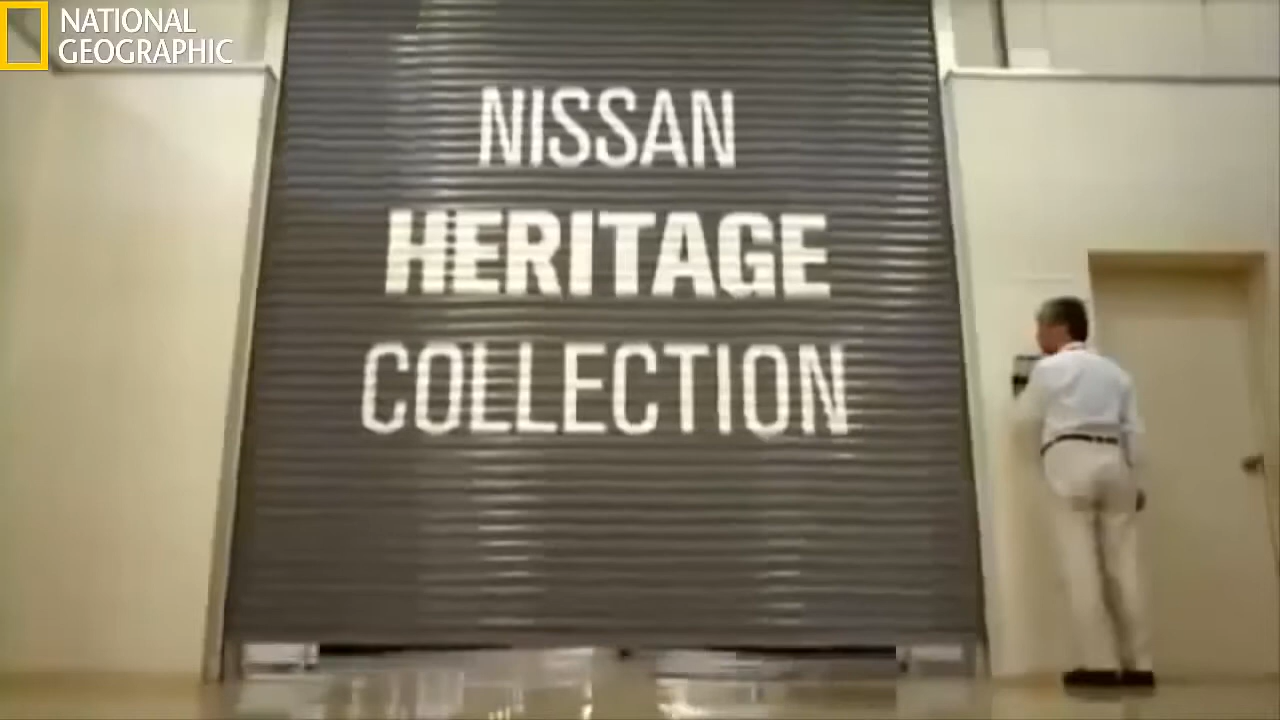 NATIONAL
GEOGRAPHIC
NISSAN
HERITAGE
COLLECTION